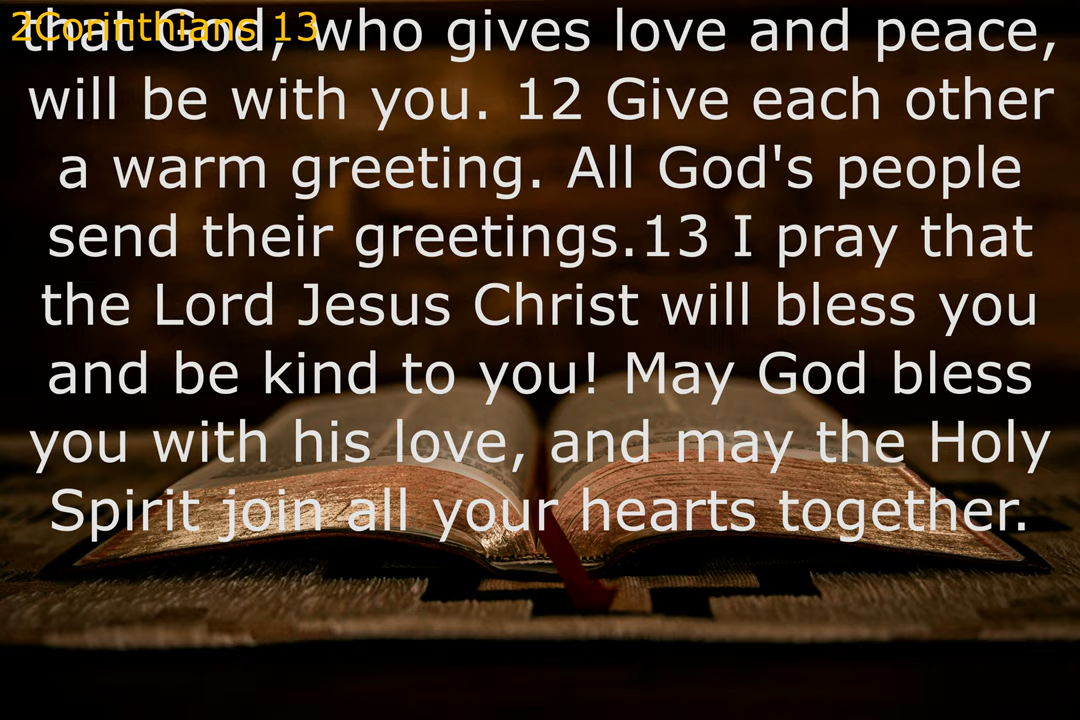 2Corinthians 13
that God, who gives love and peace,
will be with you. 12 Give each other
a warm greeting. All God's people
send their greetings.13 I pray that
the Lord Jesus Christ will bless you
and be kind to you! May God bless
you with his love, and may the Holy
Spirit join all your hearts together.